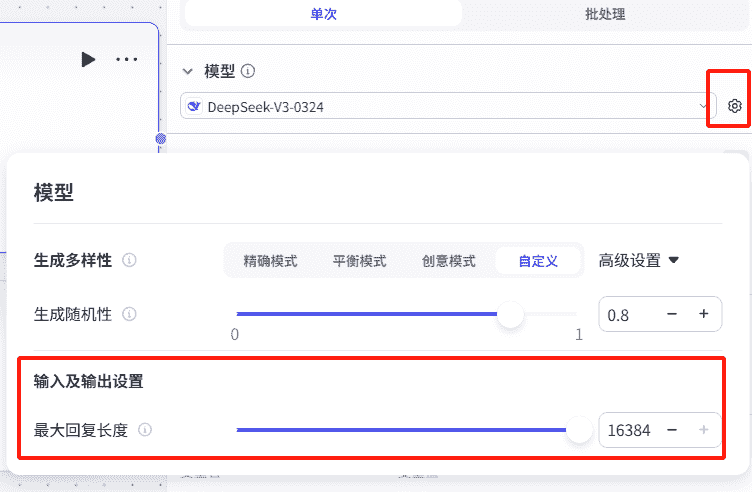 单次 批处理
模型
DeepSeek-V3-0324
模型
生成多样性 精确模式 平衡模式 创意模式 自定义 高级设置
生成随机性 0.8
0 1
输入及输出设置
最大回复长度 16384